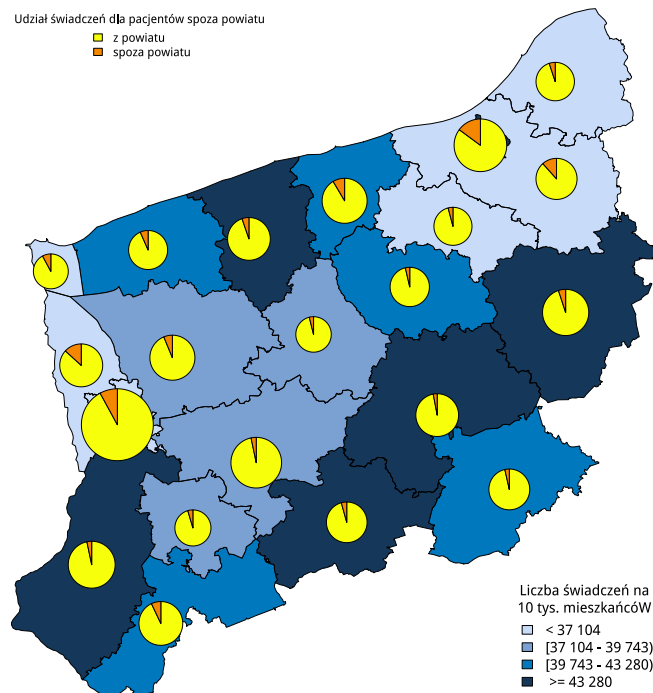 Udział świadczeń dla pacjentów spoza powiatu
z powiatu
spoza powiatu
Liczba świadczeń na
10 tys. mieszkańcóW
< 37 104
[37 104 - 39 743)
[39 743 - 43 280)
>= 43 280